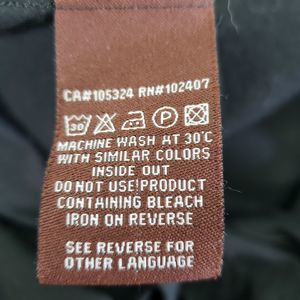 CA#105324 RN#102407
30 P
MACHINE WASH AT 30°C
WITH SIMILAR COLORS
INSIDE OUT
DO NOT USE PRODUCT
CONTAINING BLEACH
IRON ON REVERSE
SEE REVERSE FOR
OTHER LANGUAGE